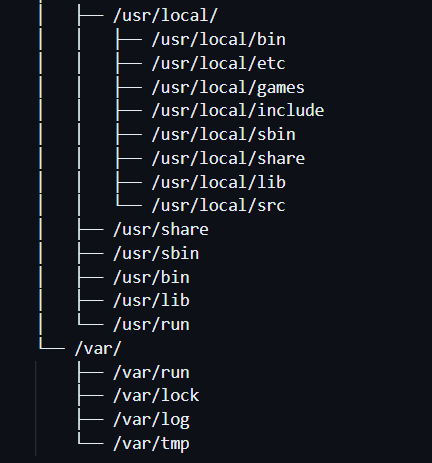 │   ├── /usr/local/
│   │   ├── /usr/local/bin
│   │   ├── /usr/local/etc
│   │   ├── /usr/local/games
│   │   ├── /usr/local/include
│   │   ├── /usr/local/sbin
│   │   ├── /usr/local/share
│   │   ├── /usr/local/lib
│   │   └── /usr/local/src
│   ├── /usr/share
│   ├── /usr/sbin
│   ├── /usr/bin
│   ├── /usr/lib
│   └── /usr/run
└── /var/
    ├── /var/run
    ├── /var/lock
    ├── /var/log
    └── /var/tmp